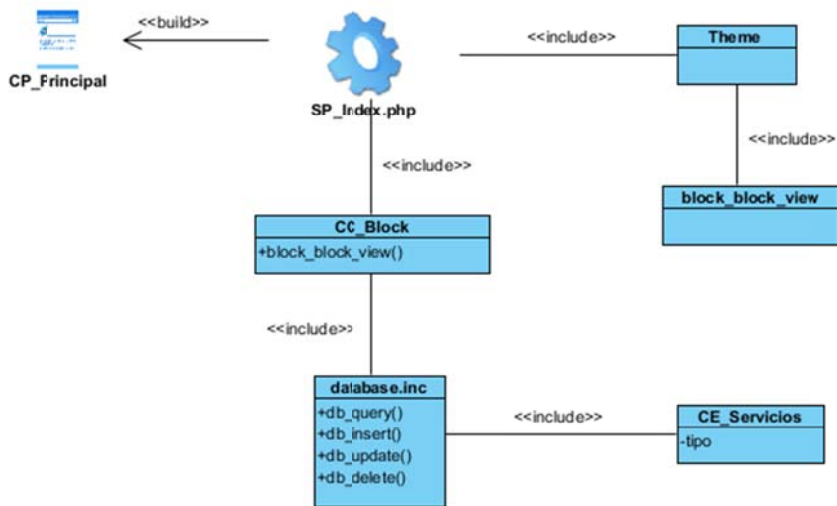 <<build>>
<<include>>
Theme
CP_Principal
SP_Index.php
<<include>>
<<include>>
block_block_view
CC_Block
+block_block_view()
<<include>>
database.inc
+db_query()
+db_insert()
+db_update()
+db_delete()
<<include>>
CE_Servicios
-tipo